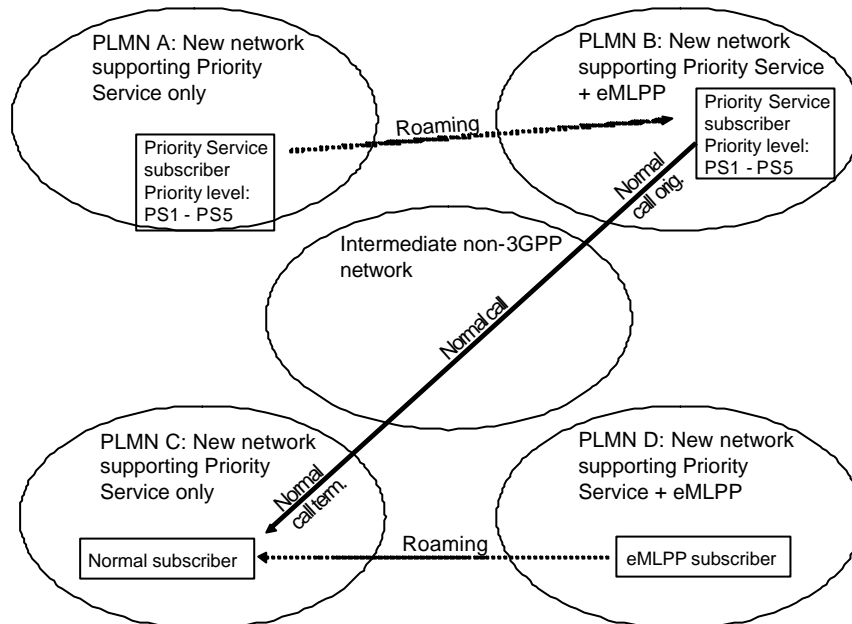 PLMN A: New network
supporting Priority
Service only
PLMN B: New network
supporting Priority Service
+ eMLPP
Roaming
Priority Service
subscriber
Priority level:
PS1 - PS5
Priority Service
subscriber
Priority level:
PS1 - PS5
Normal
call orig.
Intermediate non-3GPP
network
Normal call
PLMN C: New network
supporting Priority
Service only
PLMN D: New network
supporting Priority
Service + eMLPP
Normal
call term.
Normal subscriber
Roaming
eMLPP subscriber